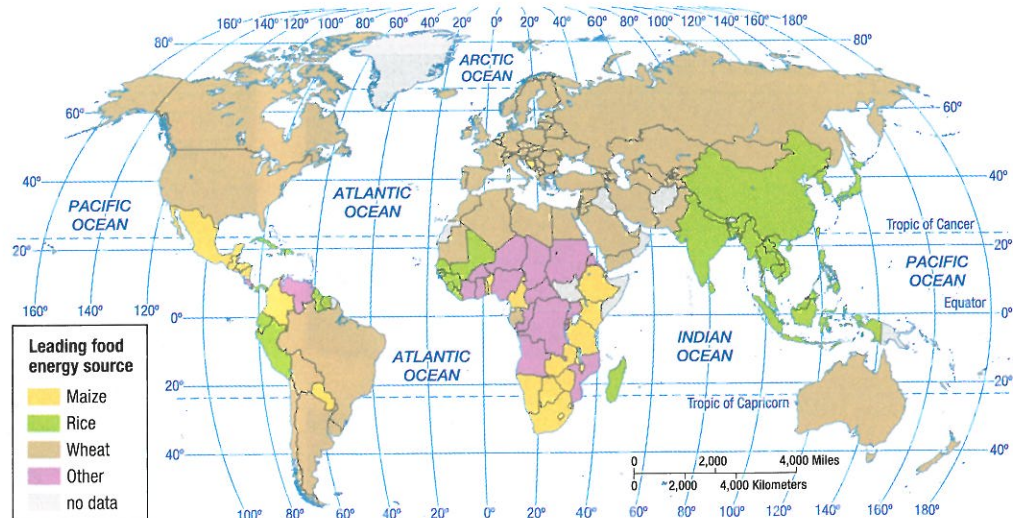 160° 140° 120° 100° 80° 60° 40° 20° 0° 20° 40° 60° 80° 100° 120° 140° 160° 180°
80° 80°
ARCTIC
OCEAN
60° 60°
40° 40°
PACIFIC
OCEAN
ATLANTIC
OCEAN
Tropic of Cancer
20° 20°
PACIFIC
OCEAN
160° 140° 120°
Equator
0° 0° 0°
INDIAN
OCEAN
ATLANTIC
OCEAN
20° 20°
Tropic of Capricorn
40° 40°
0 2,000 4,000 Miles
0 2,000 4,000 Kilometers
100° 80° 60° 40° 20° 0° 20° 40° 60° 80° 100° 120° 140° 160° 180°
Leading food
energy source
Maize
Rice
Wheat
Other
no data